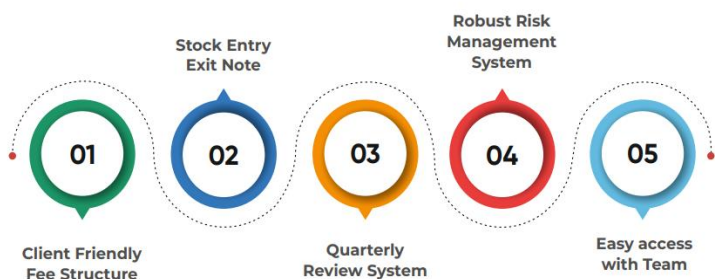 01
Client Friendly
Fee Structure
02
Stock Entry
Exit Note
03
Quarterly
Review System
04
Robust Risk
Management
System
05
Easy access
with Team